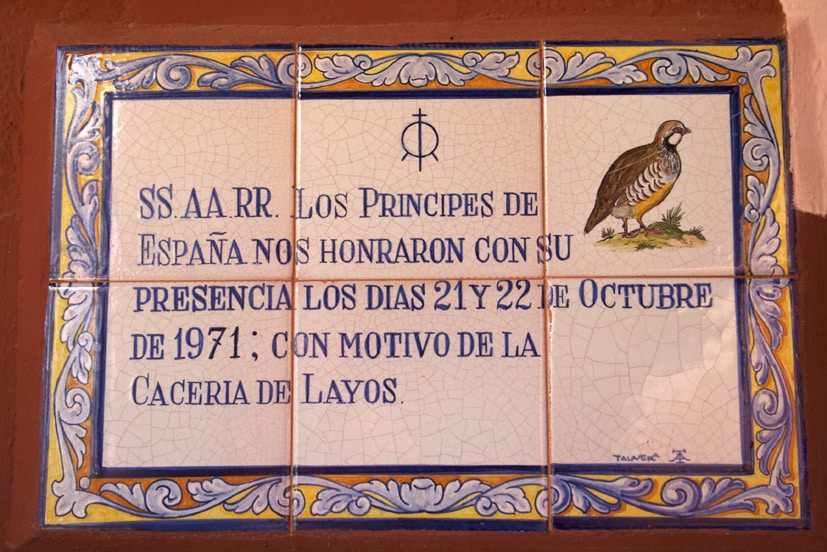 SS.AA.RR. LOS PRINCIPES DE
ESPAÑA NOS HONRARON CON SU
PRESENCIA LOS DIAS 21 Y 22 DE OCTUBRE
DE 1971; CON MOTIVO DE LA
CACERIA DE LAYOS.
TALAVERA